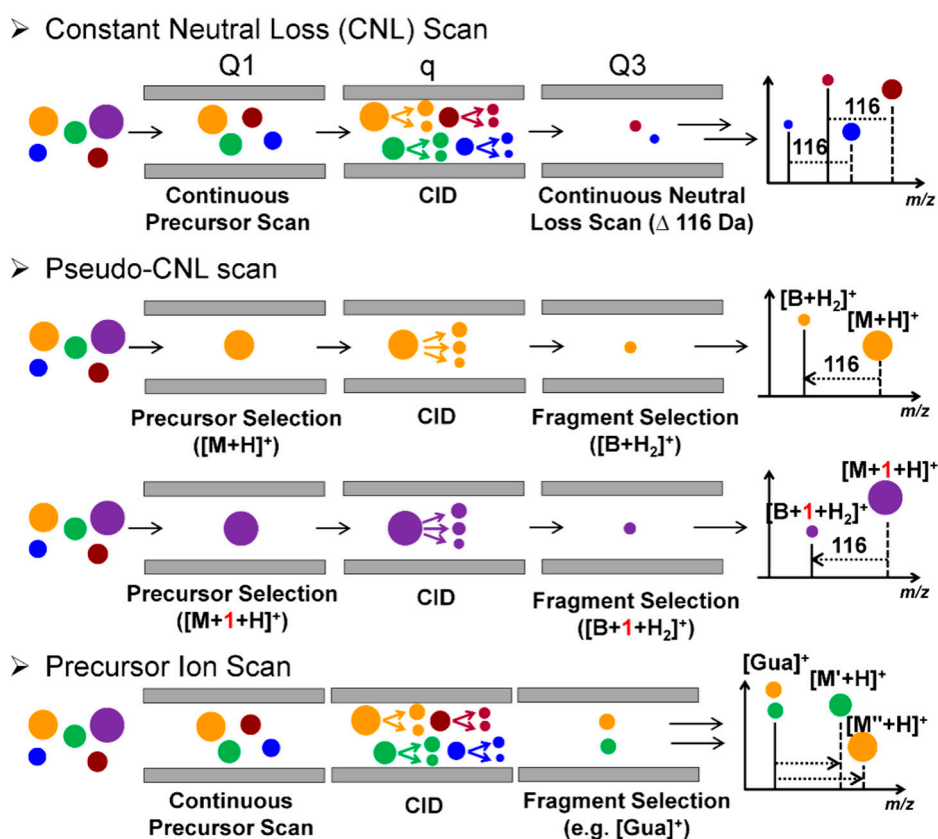 ➢ Constant Neutral Loss (CNL) Scan
Q1 q Q3
116
116
m/z
Continuous
Precursor Scan
CID
Continuous Neutral
Loss Scan (Δ 116 Da)
➢ Pseudo-CNL scan
[B+H₂]⁺
[M+H]⁺
116
m/z
Precursor Selection
([M+H]⁺)
CID
Fragment Selection
([B+H₂]⁺)
[M+1+H]⁺
[B+1+H₂]⁺
116
m/z
Precursor Selection
([M+1+H]⁺)
CID
Fragment Selection
([B+1+H₂]⁺)
➢ Precursor Ion Scan
[Gua]⁺
[M'+H]⁺
[M''+H]⁺
m/z
Continuous
Precursor Scan
CID
Fragment Selection
(e.g. [Gua]⁺)